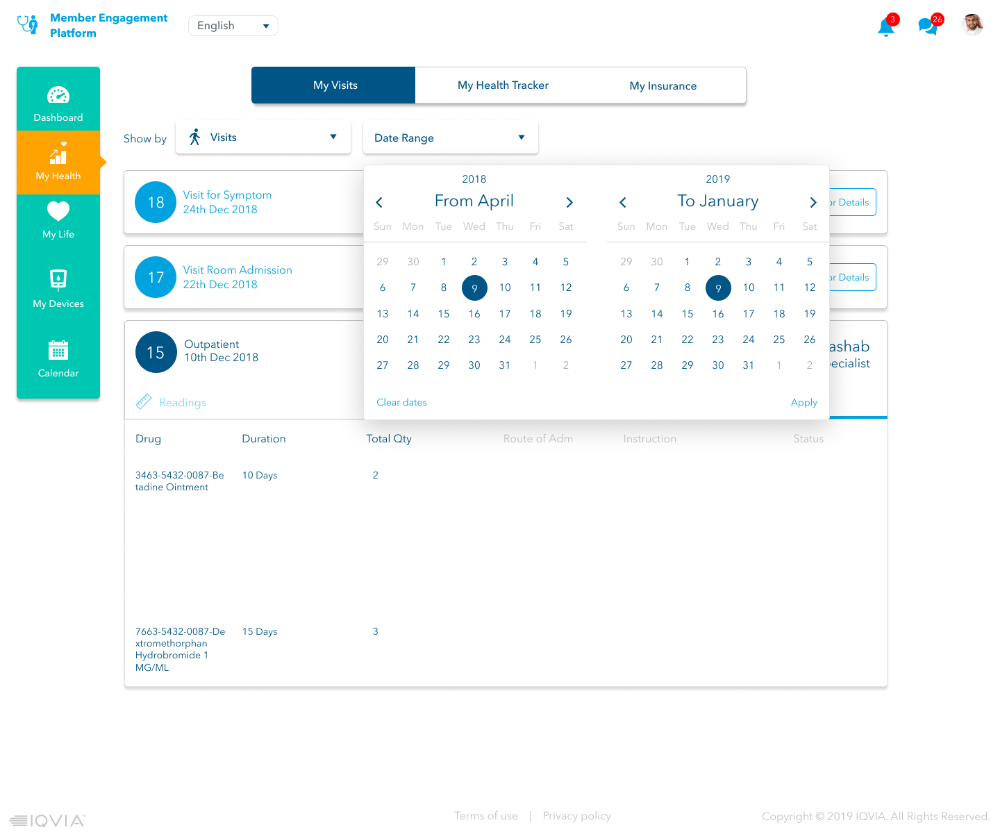 Member Engagement
Platform
English
3
26
Dashboard
My Health
My Life
My Devices
Calendar
My Visits
My Health Tracker
My Insurance
Show by
Visits
Date Range
18
Visit for Symptom
24th Dec 2018
Details
17
Visit Room Admission
22th Dec 2018
Details
15
Outpatient
10th Dec 2018
Readings
2018
From April
Sun Mon Tue Wed Thu Fri Sat
29 30 1 2 3 4 5
6 7 8 9 10 11 12
13 14 15 16 17 18 19
20 21 22 23 24 25 26
27 28 29 30 31 1 2
2019
To January
Sun Mon Tue Wed Thu Fri Sat
29 30 1 2 3 4 5
6 7 8 9 10 11 12
13 14 15 16 17 18 19
20 21 22 23 24 25 26
27 28 29 30 31 1 2
Clear dates
Apply
Drug Duration Total Qty Route of Adm Instruction Status
3463-5432-0087-Be
tadine Ointment
10 Days
2
7663-5432-0087-De
xtromethorphan
Hydrobromide 1
MG/ML
15 Days
3
IQVIA
Terms of use | Privacy policy
Copyright © 2019 IQVIA. All Rights Reserved.